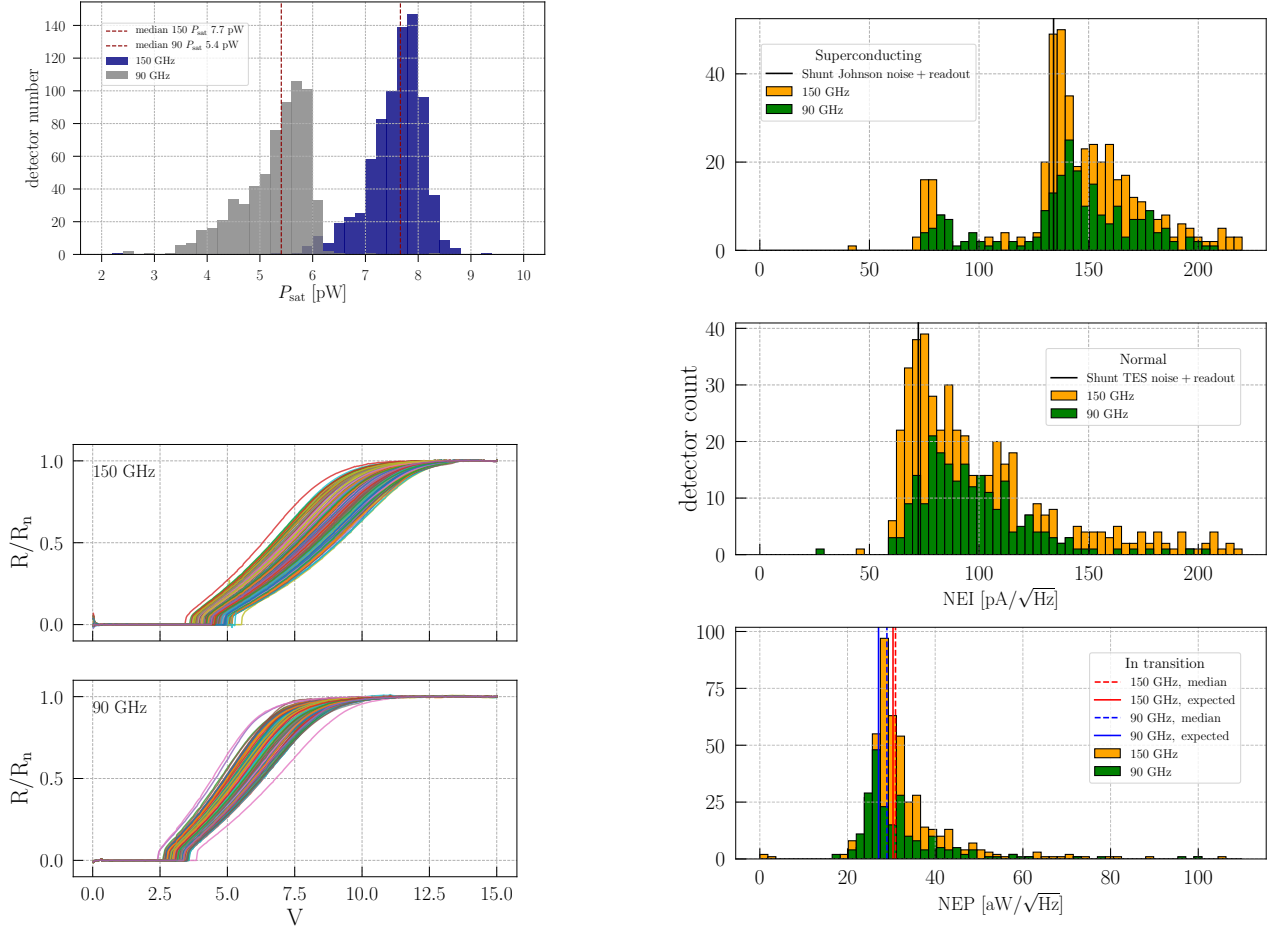 140
120
100
80
60
40
20
0
detector number
median 150 P_sat 7.7 pW
median 90 P_sat 5.4 pW
150 GHz
90 GHz
2 3 4 5 6 7 8 9 10
P_sat [pW]
1.0
0.5
0.0
R/R_n
150 GHz
1.0
0.5
0.0
R/R_n
90 GHz
0.0 2.5 5.0 7.5 10.0 12.5 15.0
V
40
20
0
Superconducting
Shunt Johnson noise + readout
150 GHz
90 GHz
0 50 100 150 200
detector count
40
30
20
10
0
Normal
Shunt TES noise + readout
150 GHz
90 GHz
0 50 100 150 200
NEI [pA/√Hz]
100
75
50
25
0
In transition
150 GHz, median
150 GHz, expected
90 GHz, median
90 GHz, expected
150 GHz
90 GHz
0 20 40 60 80 100
NEP [aW/√Hz]